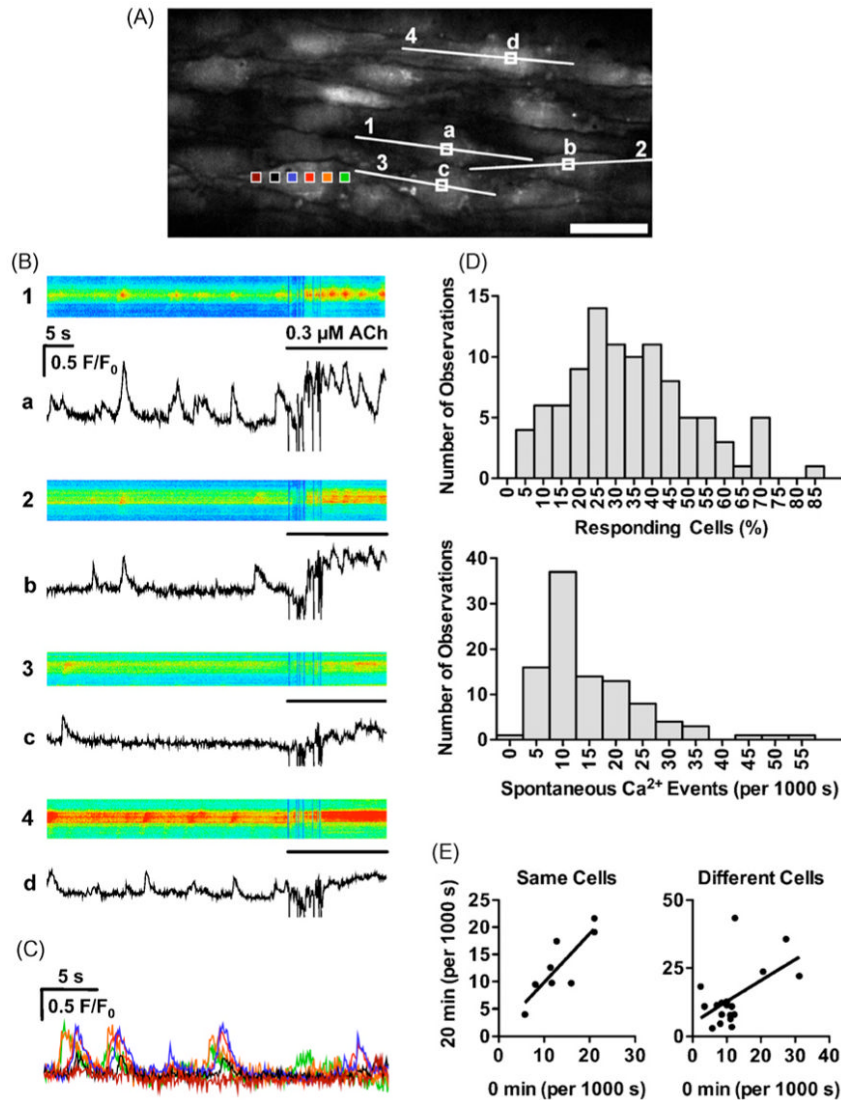 (A)
4
d
1
a
b
2
3
c
(B)
1
5 s
0.5 F/F0
0.3 µM ACh
a
2
b
3
c
4
d
(C)
5 s
0.5 F/F0
(D)
Number of Observations
15
10
5
0
0 5 10 15 20 25 30 35 40 45 50 55 60 65 70 75 80 85
Responding Cells (%)
Number of Observations
40
30
20
10
0
0 5 10 15 20 25 30 35 40 45 50 55
Spontaneous Ca²⁺ Events (per 1000 s)
(E)
Same Cells
20 min (per 1000 s)
25
20
15
10
5
0
0 10 20 30
0 min (per 1000 s)
Different Cells
50
25
0
0 10 20 30 40
0 min (per 1000 s)